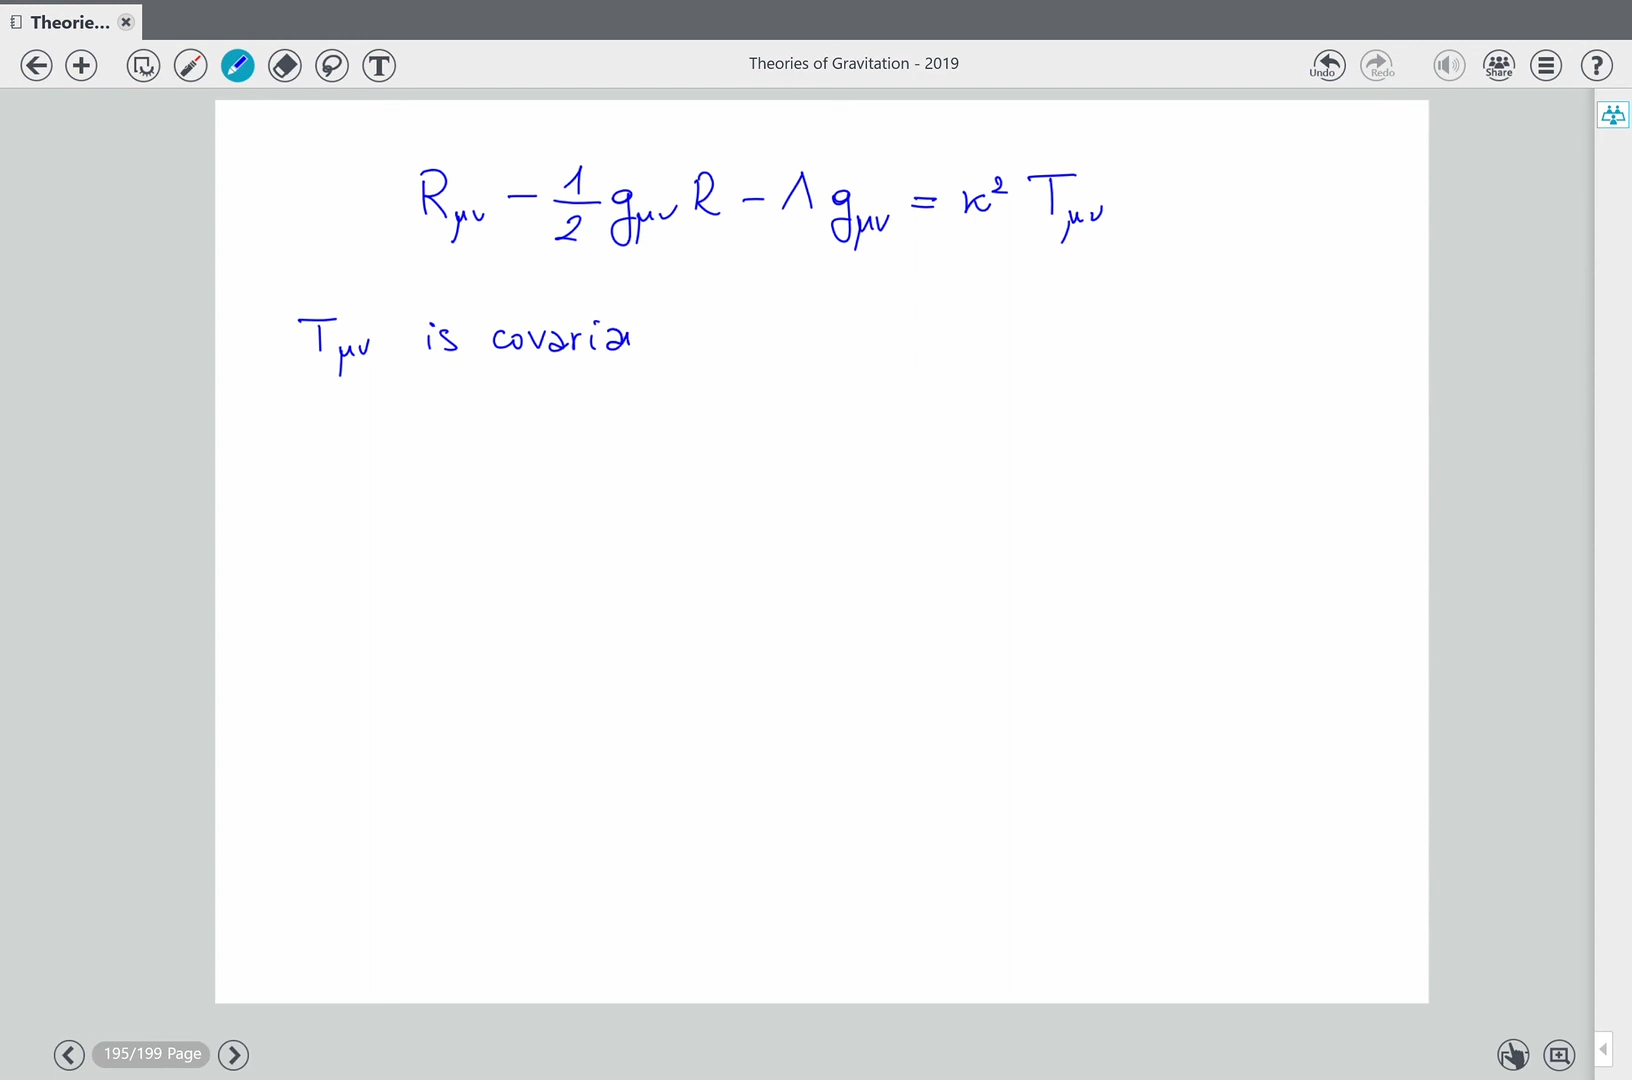 Theorie...
Theories of Gravitation - 2019
Undo
Redo
Share
T
?
R_μν - 1/2 g_μν R - Λ g_μν = κ² T_μν
T_μν is covaria
195/199 Page